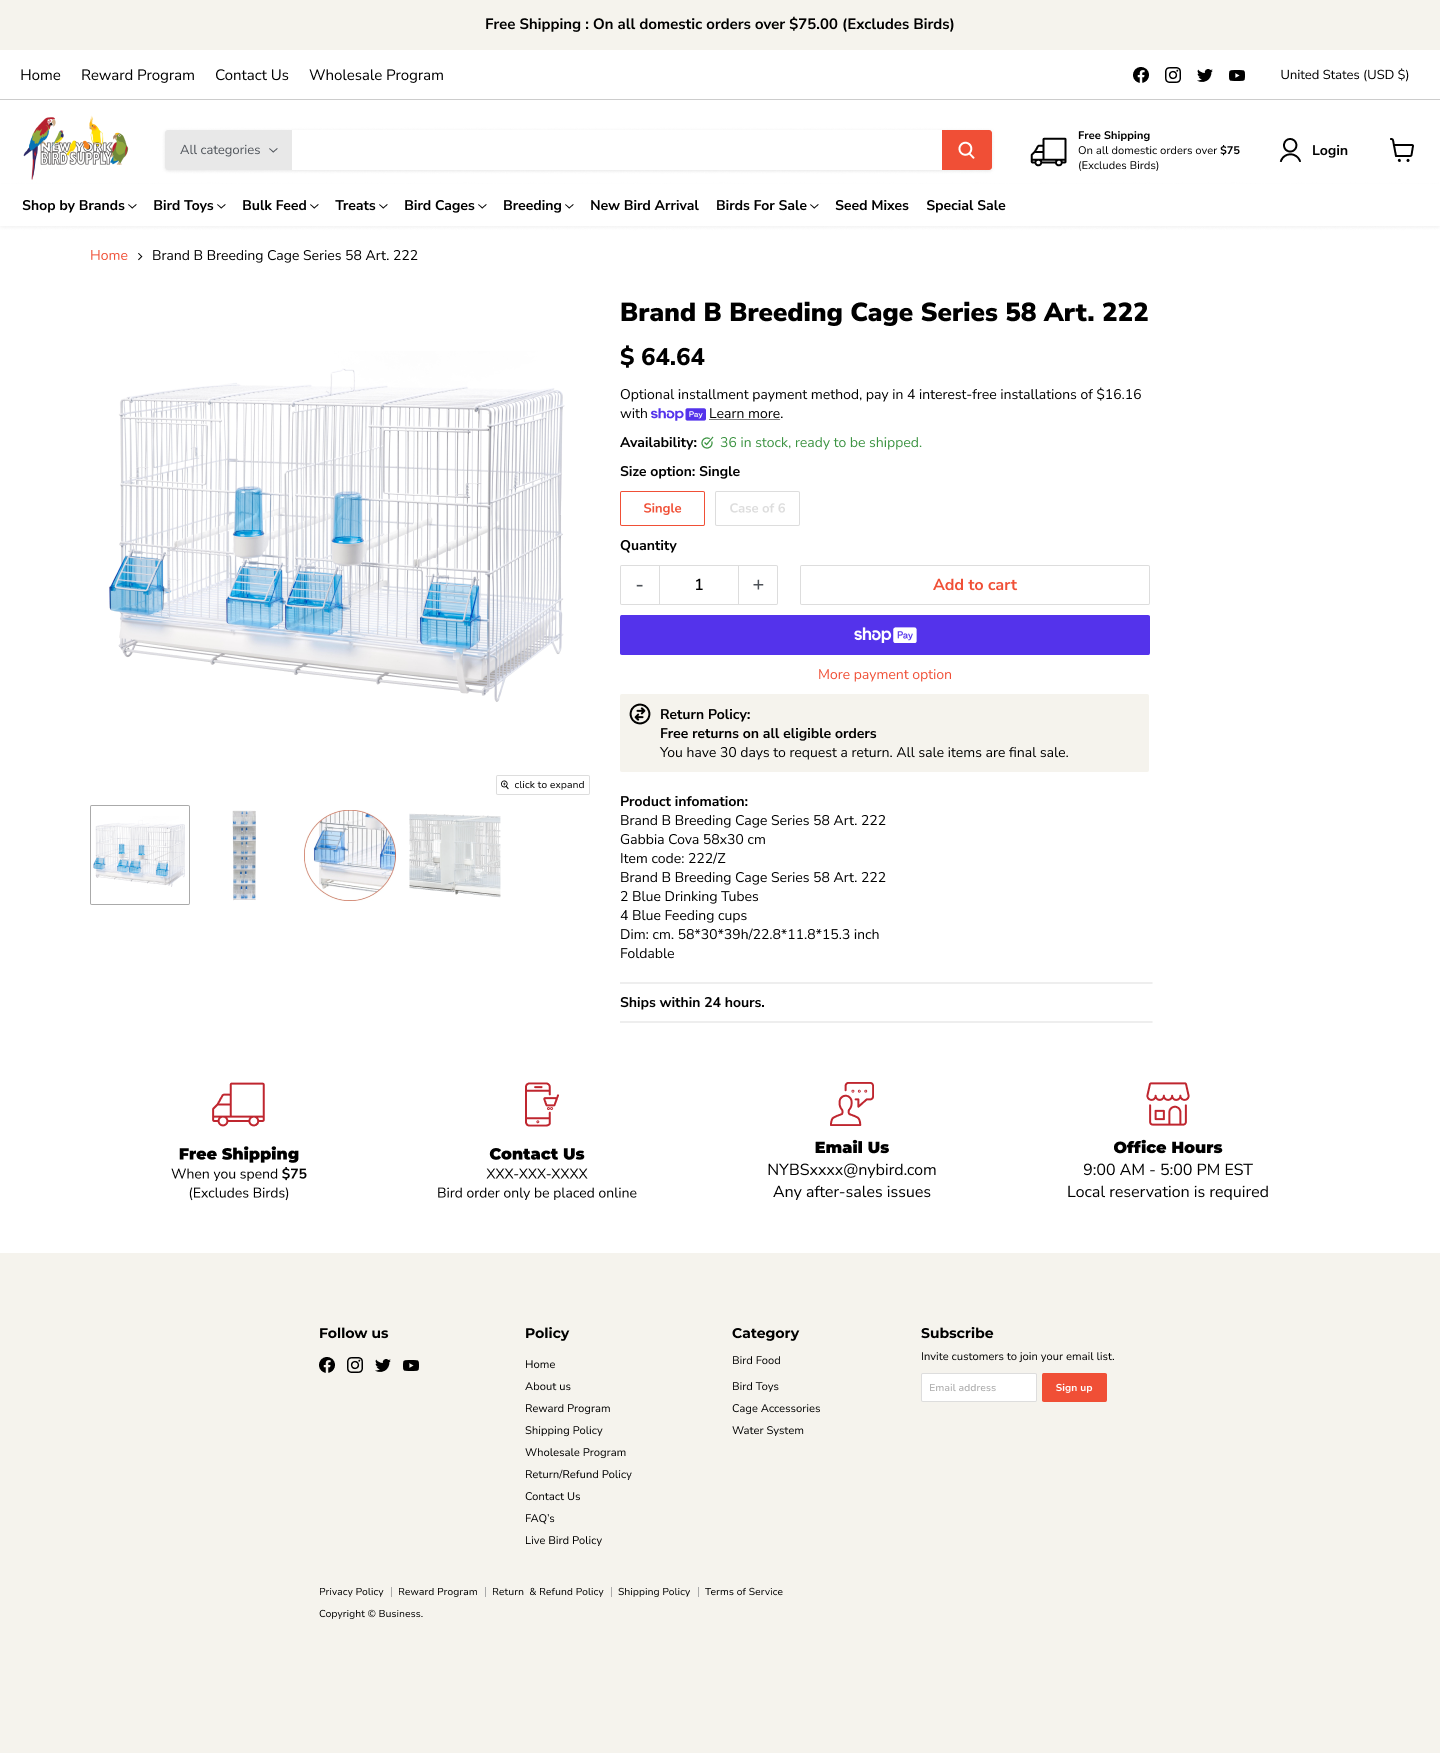 Free Shipping : On all domestic orders over $75.00 (Excludes Birds)
Home Reward Program Contact Us Wholesale Program United States (USD $)
NEW YORK
BIRD SUPPLY
All categories
Free Shipping
On all domestic orders over $75
(Excludes Birds)
Login
Shop by Brands Bird Toys Bulk Feed Treats Bird Cages Breeding New Bird Arrival Birds For Sale Seed Mixes Special Sale
Home Brand B Breeding Cage Series 58 Art. 222
Brand B Breeding Cage Series 58 Art. 222
$ 64.64
Optional installment payment method, pay in 4 interest-free installations of $16.16
with shop Pay Learn more.
Availability: 36 in stock, ready to be shipped.
Size option: Single
Single Case of 6
Quantity
- 1 + Add to cart
shop Pay
More payment option
Return Policy:
Free returns on all eligible orders
You have 30 days to request a return. All sale items are final sale.
click to expand
Product infomation:
Brand B Breeding Cage Series 58 Art. 222
Gabbia Cova 58x30 cm
Item code: 222/Z
Brand B Breeding Cage Series 58 Art. 222
2 Blue Drinking Tubes
4 Blue Feeding cups
Dim: cm. 58*30*39h/22.8*11.8*15.3 inch
Foldable
Ships within 24 hours.
Free Shipping
When you spend $75
(Excludes Birds)
Contact Us
XXX-XXX-XXXX
Bird order only be placed online
Email Us
NYBSxxxx@nybird.com
Any after-sales issues
Office Hours
9:00 AM - 5:00 PM EST
Local reservation is required
Follow us
Policy
Home
About us
Reward Program
Shipping Policy
Wholesale Program
Return/Refund Policy
Contact Us
FAQ's
Live Bird Policy
Category
Bird Food
Bird Toys
Cage Accessories
Water System
Subscribe
Invite customers to join your email list.
Email address Sign up
Privacy Policy | Reward Program | Return & Refund Policy | Shipping Policy | Terms of Service
Copyright © Business.